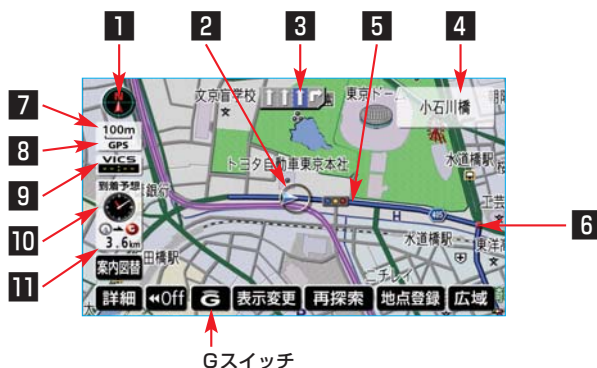 1
2
3
5
4
7
8
9
10
11
6
N
100m
GPS
VICS
--:--
到着予想
3.6km
案内図替
文京盲学校
東京ドー
小石川橋
トヨタ自動車東京本社
水道橋駅
銀行
工芸
H
405
水道橋駅
東洋
田橋駅
ニチレイ
詳細
◀◀Off
G
表示変更
再探索
地点登録
広域
Gスイッチ